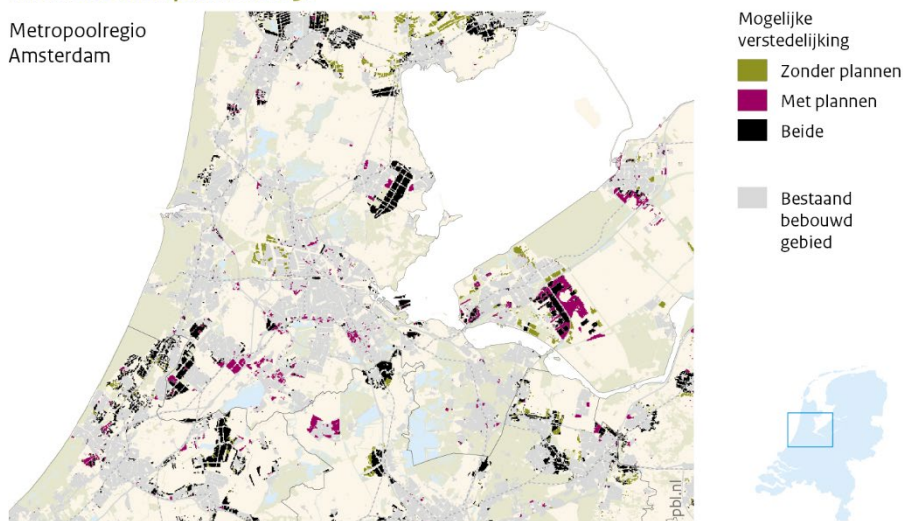 Metropoolregio
Amsterdam
Mogelijke
verstedelijking
Zonder plannen
Met plannen
Beide
Bestaand
bebouwd
gebied
pbl.nl